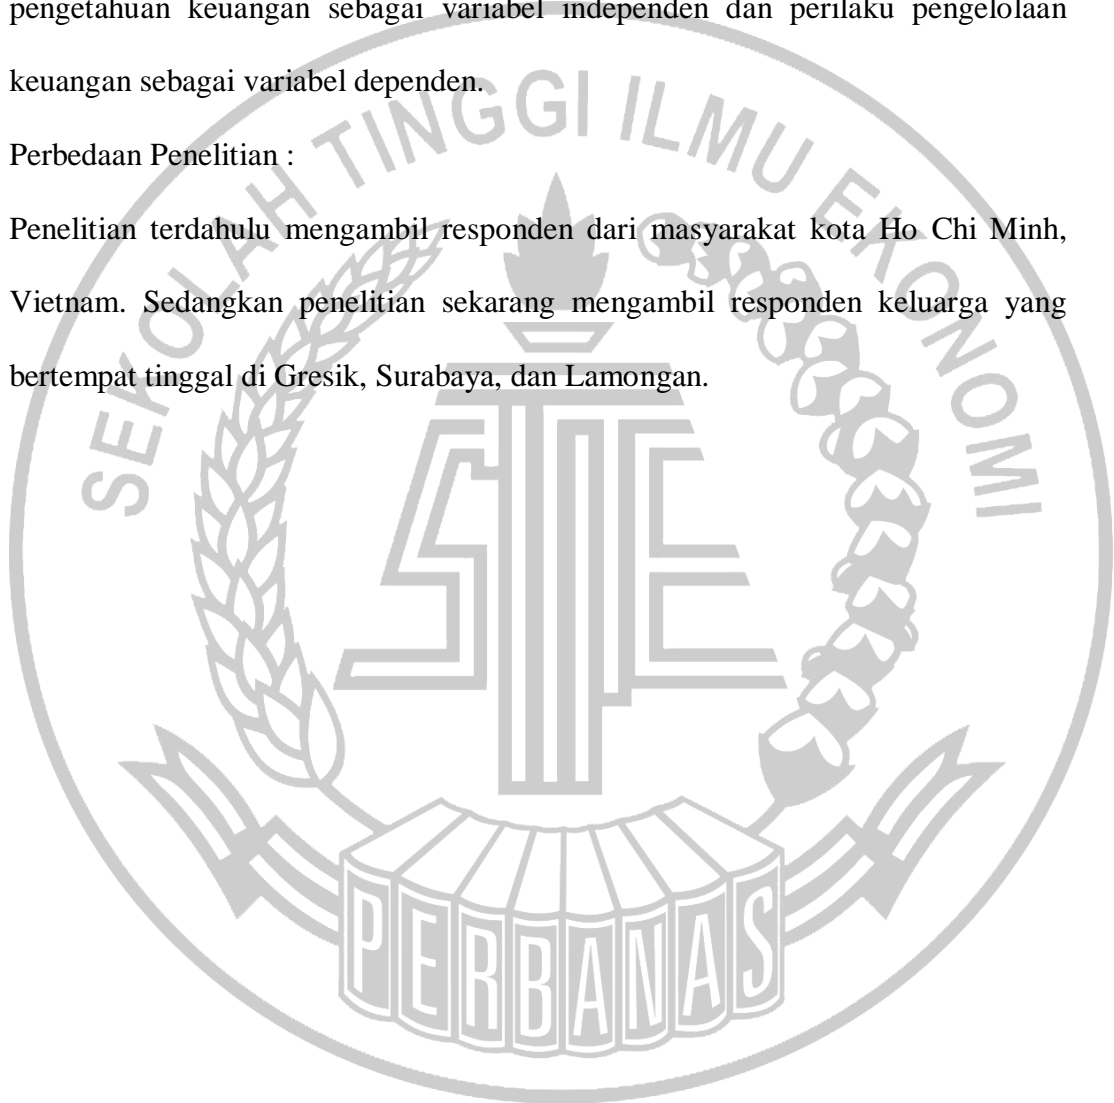 pengetahuan keuangan sebagai variabel independen dan perilaku pengelolaan
keuangan sebagai variabel dependen.
Perbedaan Penelitian :
Penelitian terdahulu mengambil responden dari masyarakat kota Ho Chi Minh,
Vietnam. Sedangkan penelitian sekarang mengambil responden keluarga yang
bertempat tinggal di Gresik, Surabaya, dan Lamongan.
SEKOLAH TINGGI ILMU EKONOMI
STIE
PERBANAS